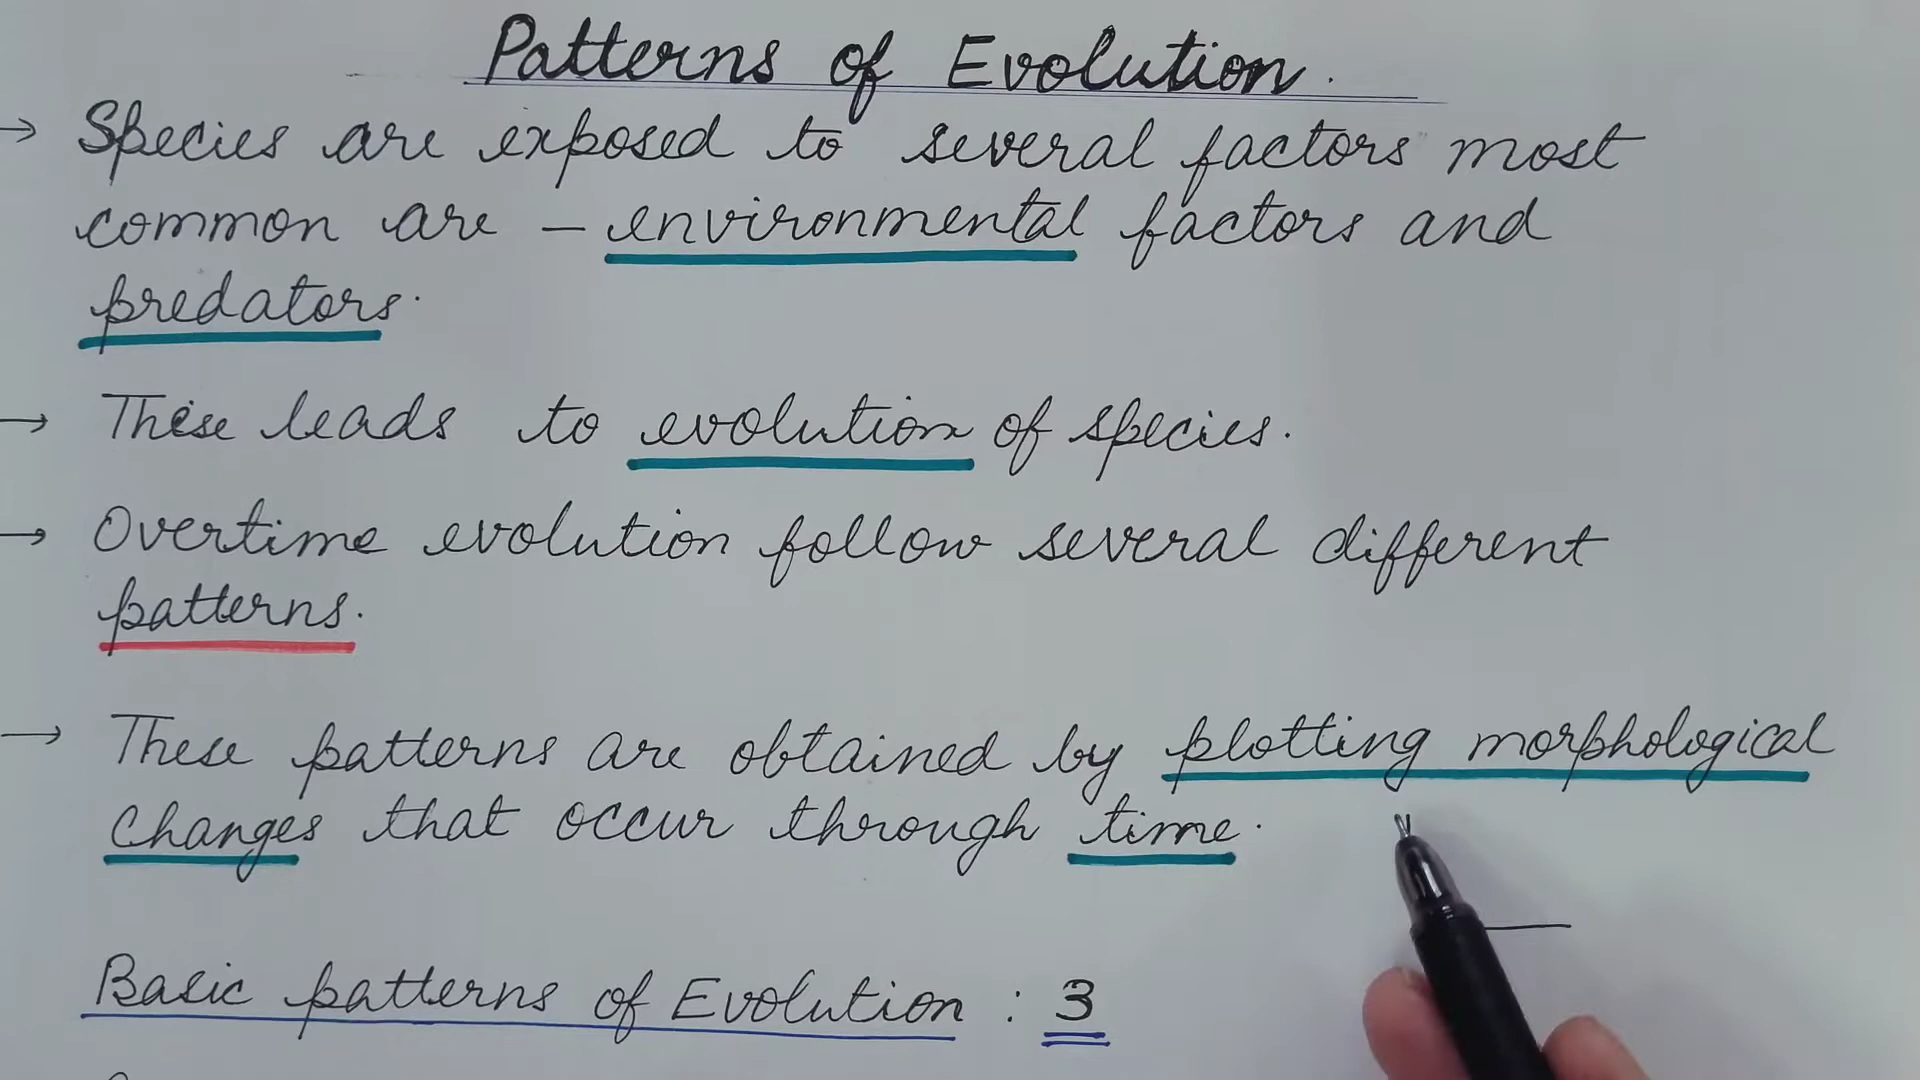 Patterns of Evolution.
→ Species are exposed to several factors most
common are - environmental factors and
predators.
→ These leads to evolution of species.
→ Overtime evolution follow several different
patterns.
→ These patterns are obtained by plotting morphological
changes that occur through time.
Basic patterns of Evolution : 3